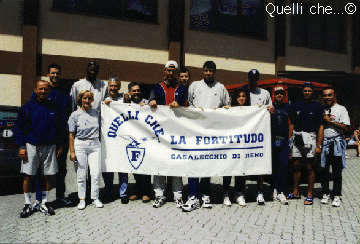 Quelli che...©
QUELLI CHE...
LA FORTITUDO
CASALECCHIO DI RENO
F